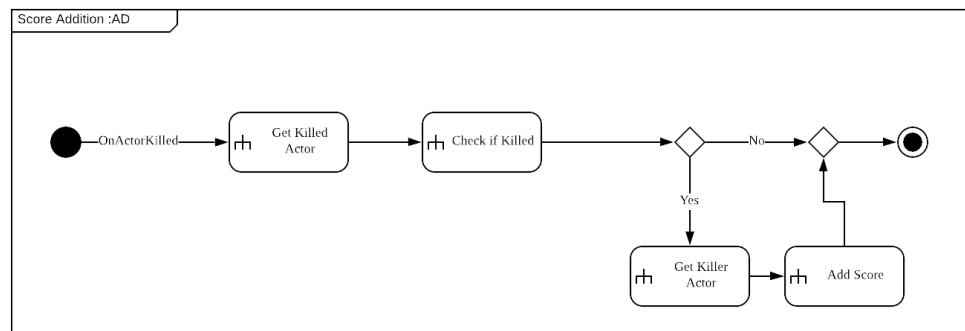 Score Addition :AD
OnActorKilled
Get Killed
Actor
Check if Killed
No
Yes
Get Killer
Actor
Add Score